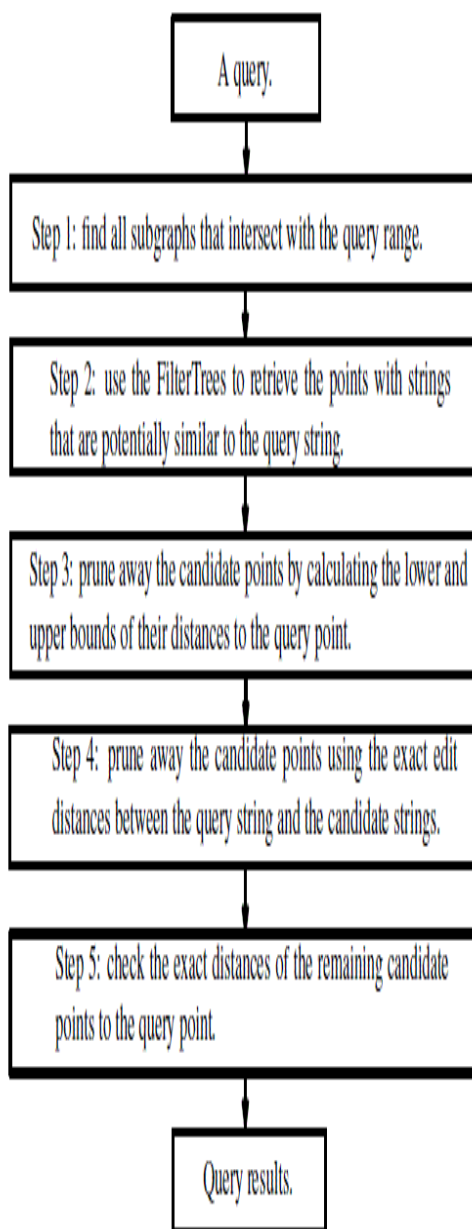 A query.
Step 1: find all subgraphs that intersect with the query range.
Step 2: use the FilterTrees to retrieve the points with strings
that are potentially similar to the query string.
Step 3: prune away the candidate points by calculating the lower and
upper bounds of their distances to the query point.
Step 4: prune away the candidate points using the exact edit
distances between the query string and the candidate strings.
Step 5: check the exact distances of the remaining candidate
points to the query point.
Query results.